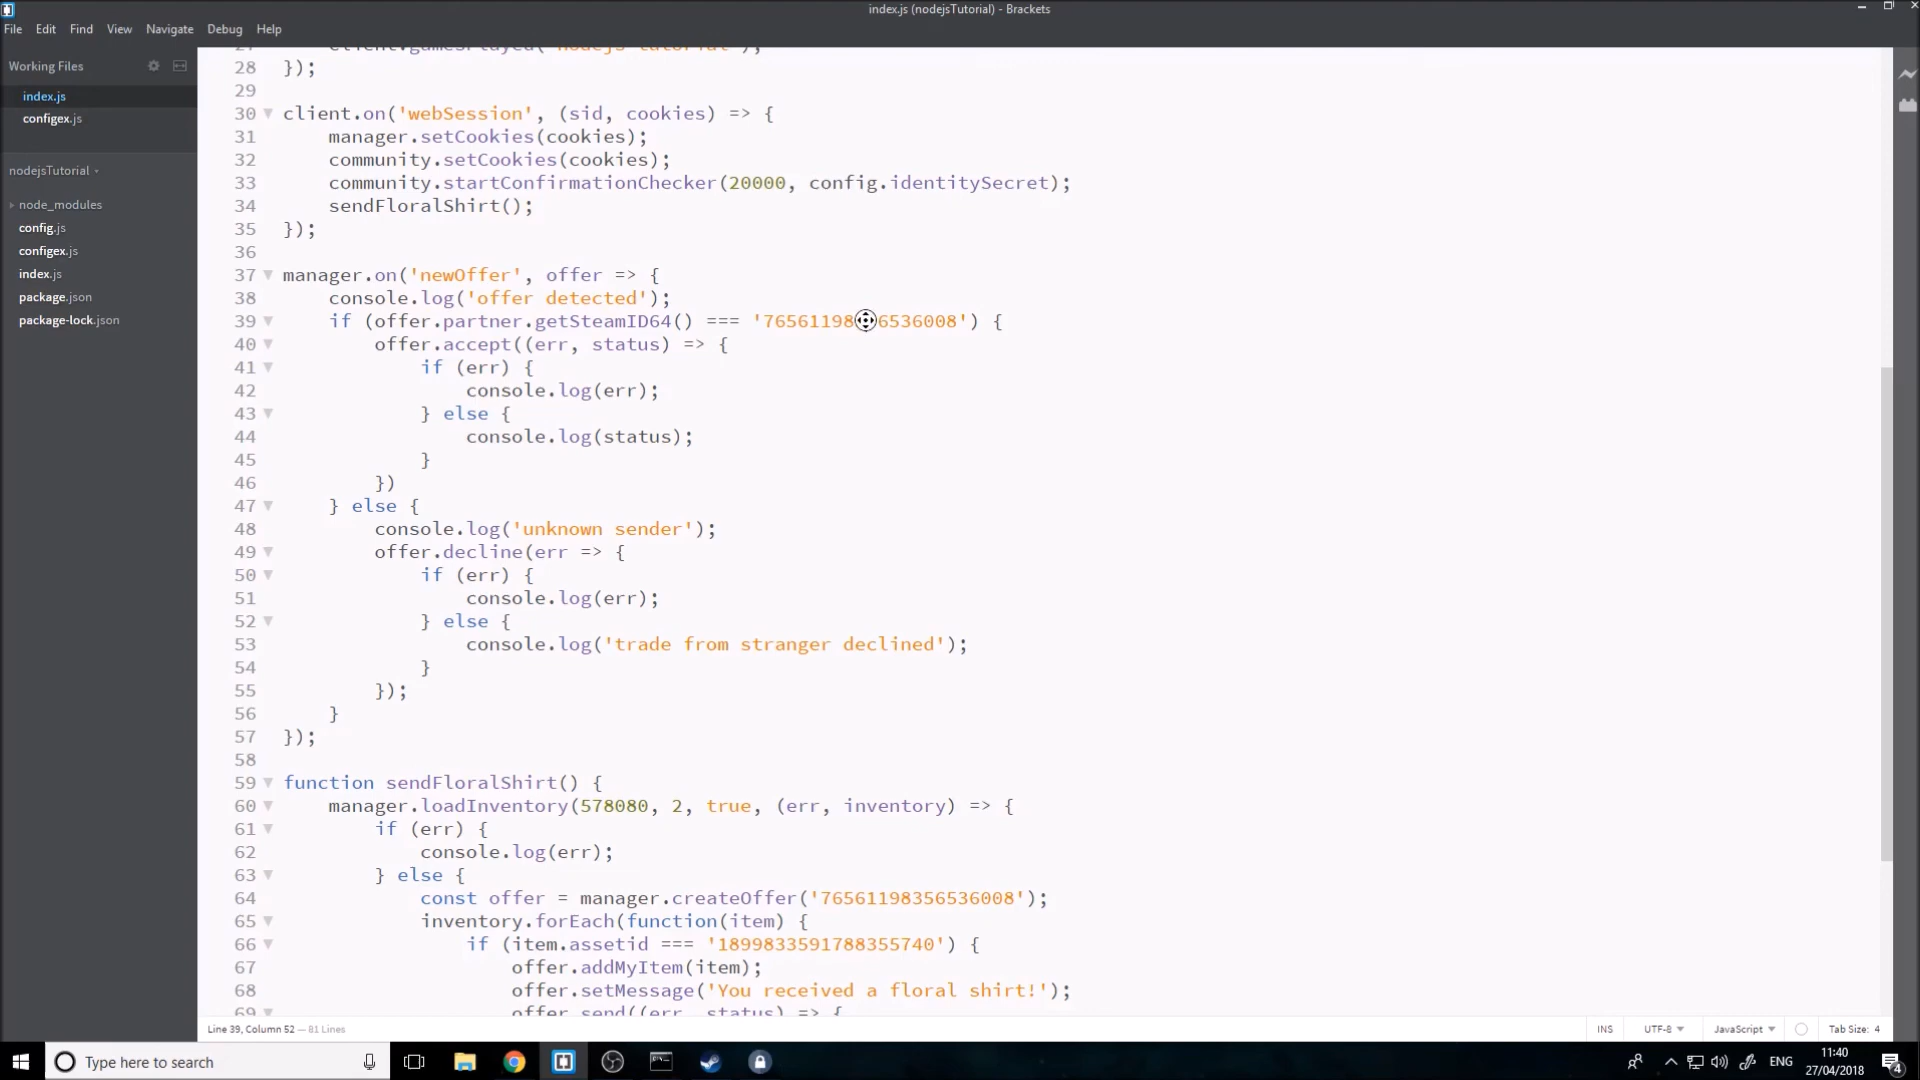 index.js (nodejsTutorial) - Brackets
File Edit Find View Navigate Debug Help
Working Files
index.js
configex.js
nodejsTutorial
node_modules
config.js
configex.js
index.js
package.json
package-lock.json
28 });
29
30 client.on('webSession', (sid, cookies) => {
31 manager.setCookies(cookies);
32 community.setCookies(cookies);
33 community.startConfirmationChecker(20000, config.identitySecret);
34 sendFloralShirt();
35 });
36
37 manager.on('newOffer', offer => {
38 console.log('offer detected');
39 if (offer.partner.getSteamID64() === '76561198 6536008') {
40 offer.accept((err, status) => {
41 if (err) {
42 console.log(err);
43 } else {
44 console.log(status);
45 }
46 })
47 } else {
48 console.log('unknown sender');
49 offer.decline(err => {
50 if (err) {
51 console.log(err);
52 } else {
53 console.log('trade from stranger declined');
54 }
55 });
56 }
57 });
58
59 function sendFloralShirt() {
60 manager.loadInventory(578080, 2, true, (err, inventory) => {
61 if (err) {
62 console.log(err);
63 } else {
64 const offer = manager.createOffer('76561198356536008');
65 inventory.forEach(function(item) {
66 if (item.assetid === '1899833591788355740') {
67 offer.addMyItem(item);
68 offer.setMessage('You received a floral shirt!');
69 offer.send((err, status) => {
Line 39, Column 52 — 81 Lines
INS UTF-8 JavaScript Tab Size: 4
Type here to search
ENG
11:40
27/04/2018
4